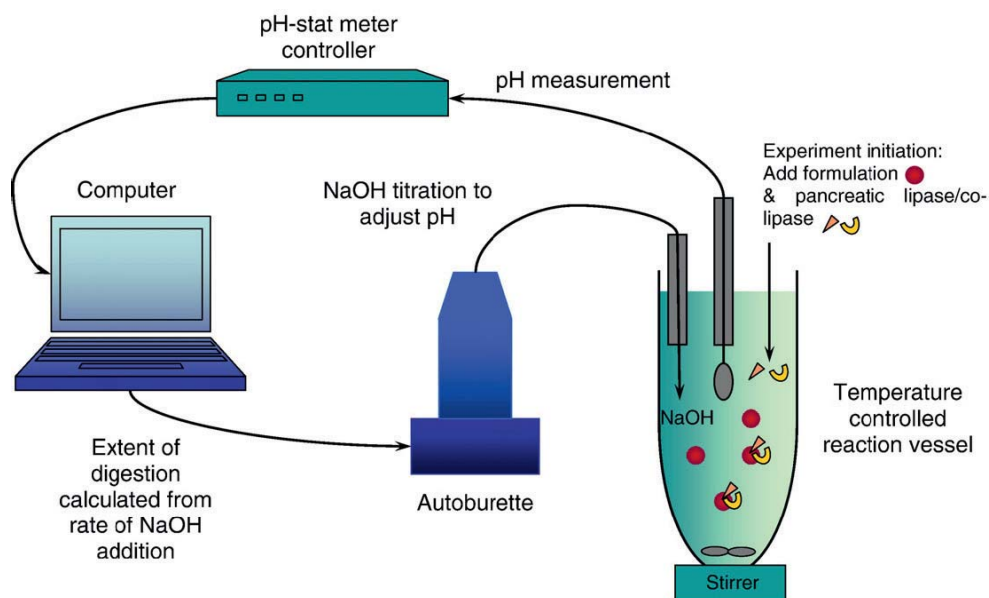 pH-stat meter
controller
pH measurement
Experiment initiation:
Add formulation
& pancreatic lipase/co-
lipase
Computer
NaOH titration to
adjust pH
NaOH
Temperature
controlled
reaction vessel
Extent of
digestion
calculated from
rate of NaOH
addition
Autoburette
Stirrer